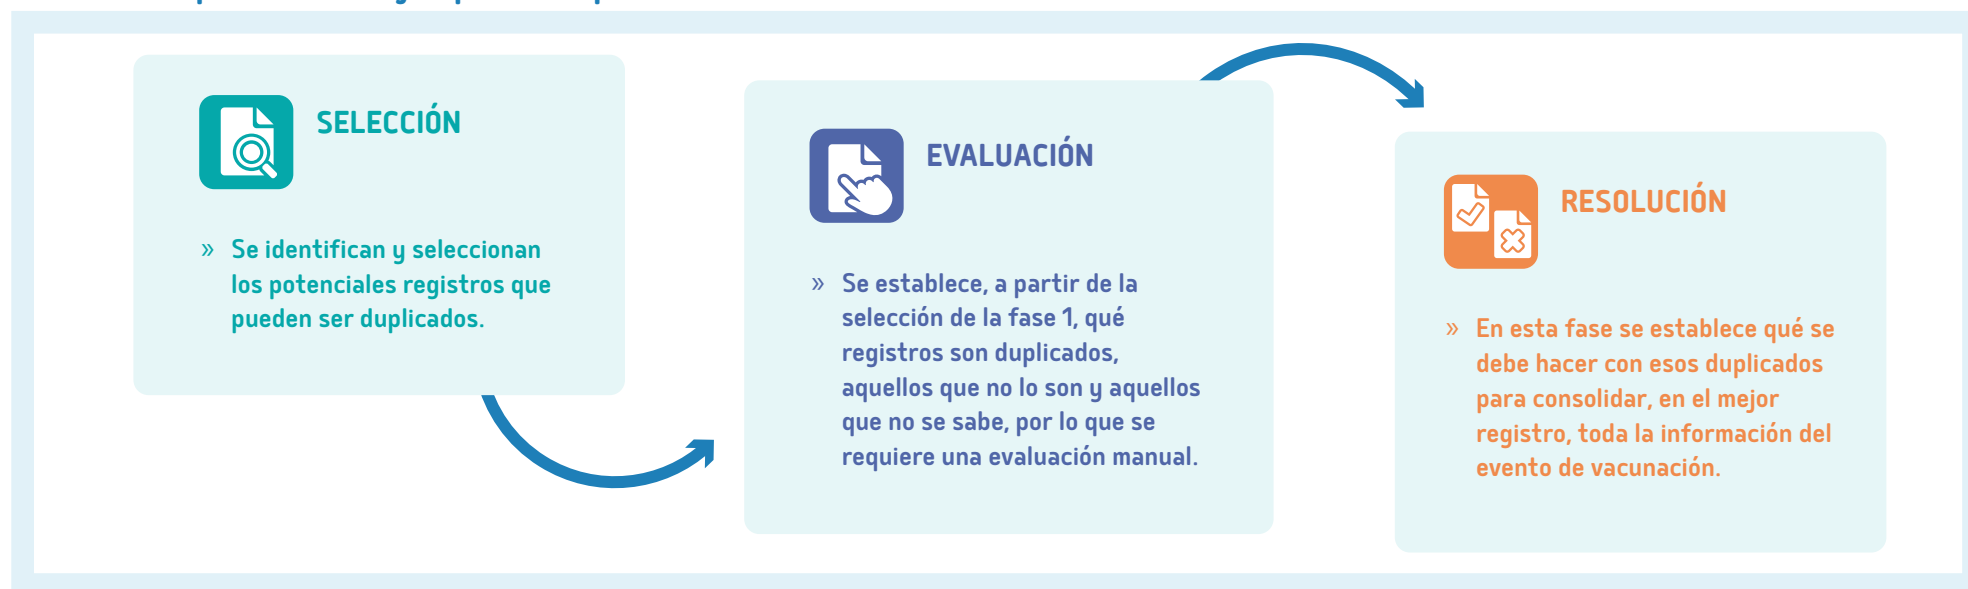 SELECCIÓN
» Se identifican y seleccionan
los potenciales registros que
pueden ser duplicados.
EVALUACIÓN
» Se establece, a partir de la
selección de la fase 1, qué
registros son duplicados,
aquellos que no lo son y aquellos
que no se sabe, por lo que se
requiere una evaluación manual.
RESOLUCIÓN
» En esta fase se establece qué se
debe hacer con esos duplicados
para consolidar, en el mejor
registro, toda la información del
evento de vacunación.